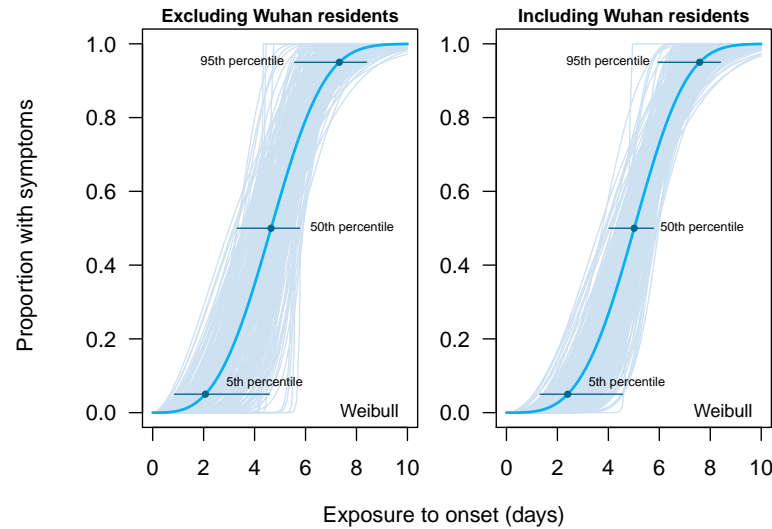 Excluding Wuhan residents
Including Wuhan residents
Proportion with symptoms
1.0
0.8
0.6
0.4
0.2
0.0
95th percentile
50th percentile
5th percentile
Weibull
0 2 4 6 8 10
1.0
0.8
0.6
0.4
0.2
0.0
95th percentile
50th percentile
5th percentile
Weibull
0 2 4 6 8 10
Exposure to onset (days)